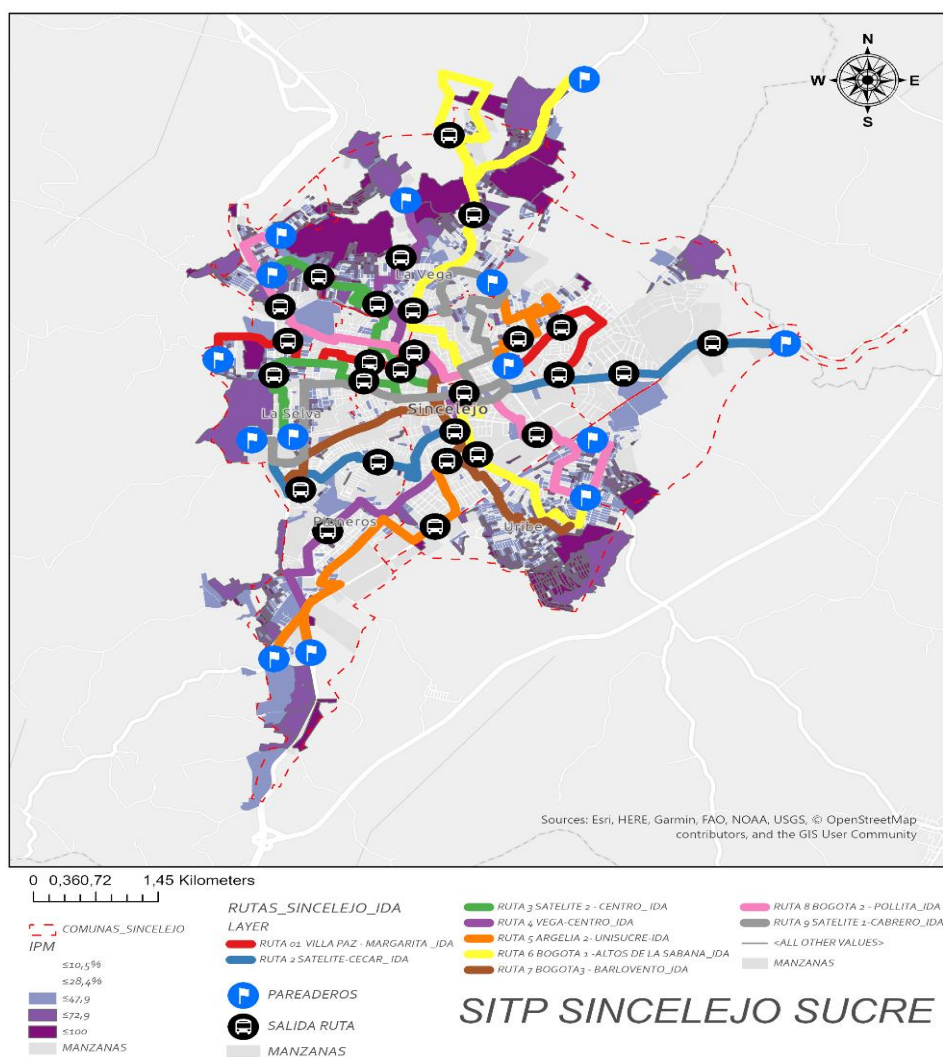 N
W E
S
La Vega
Sincelejo
La Selva
Pioneros
Uribe
Sources: Esri, HERE, Garmin, FAO, NOAA, USGS, © OpenStreetMap
contributors, and the GIS User Community
0 0,360,72 1,45 Kilometers
COMUNAS_SINCELEJO
IPM
≤10,5%
≤28,4%
≤47,9
≤72,9
≤100
MANZANAS
RUTAS_SINCELEJO_IDA
LAYER
RUTA 01 VILLA PAZ - MARGARITA _IDA
RUTA 2 SATELITE-CECAR_IDA
PAREADEROS
SALIDA RUTA
MANZANAS
RUTA 3 SATELITE 2 - CENTRO_IDA
RUTA 4 VEGA-CENTRO_IDA
RUTA 5 ARGELIA 2- UNISUCRE-IDA
RUTA 6 BOGOTA 1 -ALTOS DE LA SABANA_IDA
RUTA 7 BOGOTA3 - BARLOVENTO_IDA
RUTA 8 BOGOTA 2 - POLLITA_IDA
RUTA 9 SATELITE 1-CABRERO_IDA
<ALL OTHER VALUES>
MANZANAS
SITP SINCELEJO SUCRE